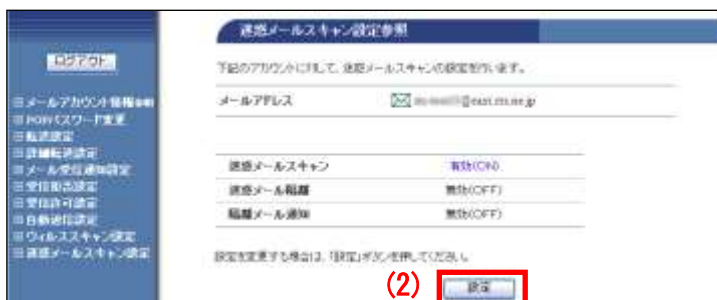 迷惑メールスキャン設定参照
ログアウト
下記のアカウントに対して、迷惑メールスキャンの設定を行います。
メールアドレス
メールアカウント情報
POPパスワード変更
転送設定
詳細転送設定
メール受信通知設定
受信拒否設定
受信許可設定
自動返信設定
ウィルススキャン設定
迷惑メールスキャン設定
迷惑メールスキャン 有効(ON)
迷惑メール隔離 無効(OFF)
隔離メール通知 無効(OFF)
設定を変更する場合は、「設定」ボタンを押してください。
(2) 設定